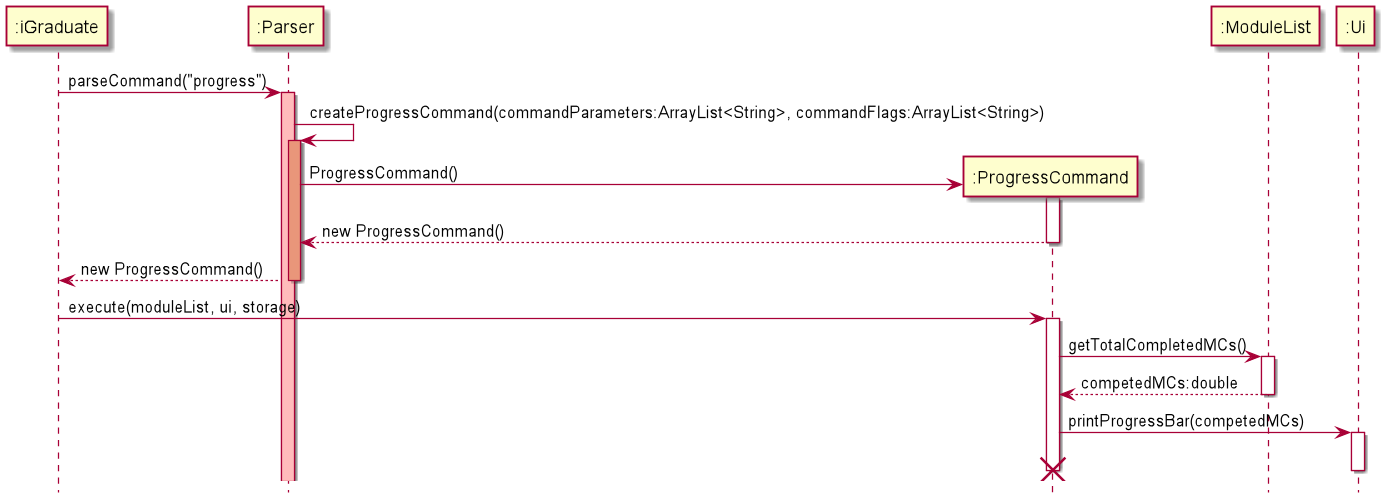 :iGraduate
:Parser
:ModuleList
:Ui
parseCommand("progress")
createProgressCommand(commandParameters:ArrayList<String>, commandFlags:ArrayList<String>)
ProgressCommand()
:ProgressCommand
new ProgressCommand()
new ProgressCommand()
execute(moduleList, ui, storage)
getTotalCompletedMCs()
competedMCs:double
printProgressBar(competedMCs)